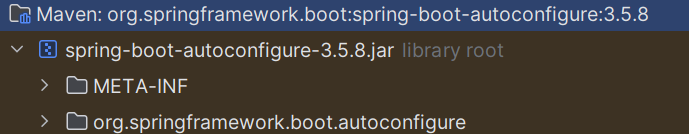 Maven: org.springframework.boot:spring-boot-autoconfigure:3.5.8
spring-boot-autoconfigure-3.5.8.jar library root
META-INF
org.springframework.boot.autoconfigure